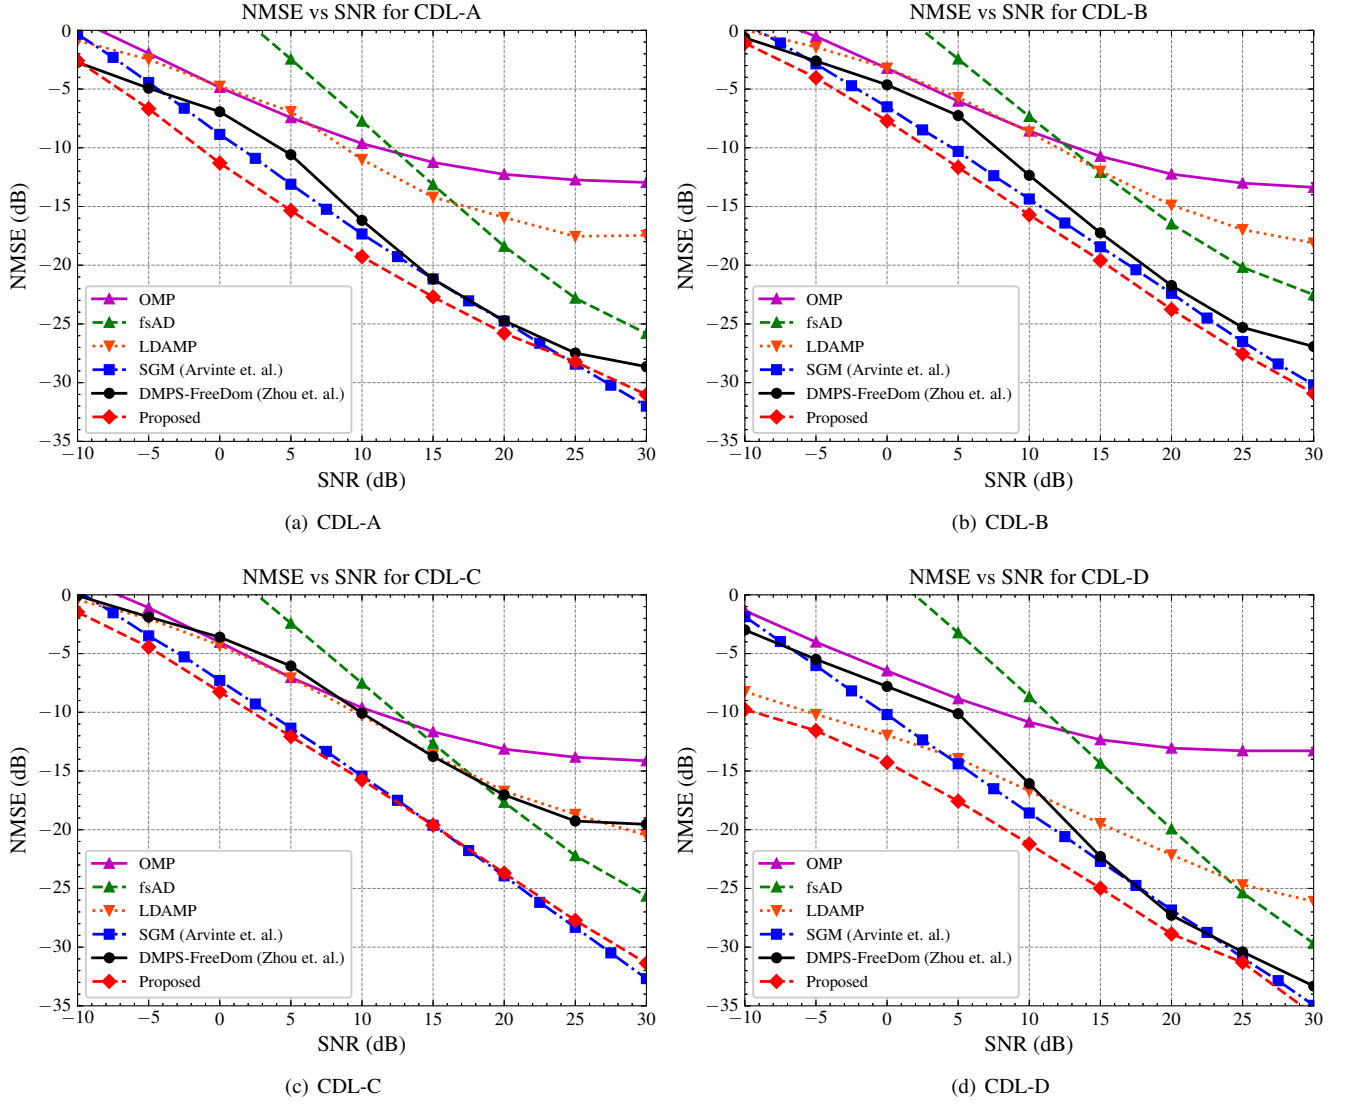 NMSE vs SNR for CDL-A
NMSE (dB)
0
−5
−10
−15
−20
−25
−30
−35
OMP
fsAD
LDAMP
SGM (Arvinte et. al.)
DMPS-FreeDom (Zhou et. al.)
Proposed
−10 −5 0 5 10 15 20 25 30
SNR (dB)
(a) CDL-A
NMSE vs SNR for CDL-B
NMSE (dB)
0
−5
−10
−15
−20
−25
−30
−35
OMP
fsAD
LDAMP
SGM (Arvinte et. al.)
DMPS-FreeDom (Zhou et. al.)
Proposed
−10 −5 0 5 10 15 20 25 30
SNR (dB)
(b) CDL-B
NMSE vs SNR for CDL-C
NMSE (dB)
0
−5
−10
−15
−20
−25
−30
−35
OMP
fsAD
LDAMP
SGM (Arvinte et. al.)
DMPS-FreeDom (Zhou et. al.)
Proposed
−10 −5 0 5 10 15 20 25 30
SNR (dB)
(c) CDL-C
NMSE vs SNR for CDL-D
NMSE (dB)
0
−5
−10
−15
−20
−25
−30
−35
OMP
fsAD
LDAMP
SGM (Arvinte et. al.)
DMPS-FreeDom (Zhou et. al.)
Proposed
−10 −5 0 5 10 15 20 25 30
SNR (dB)
(d) CDL-D